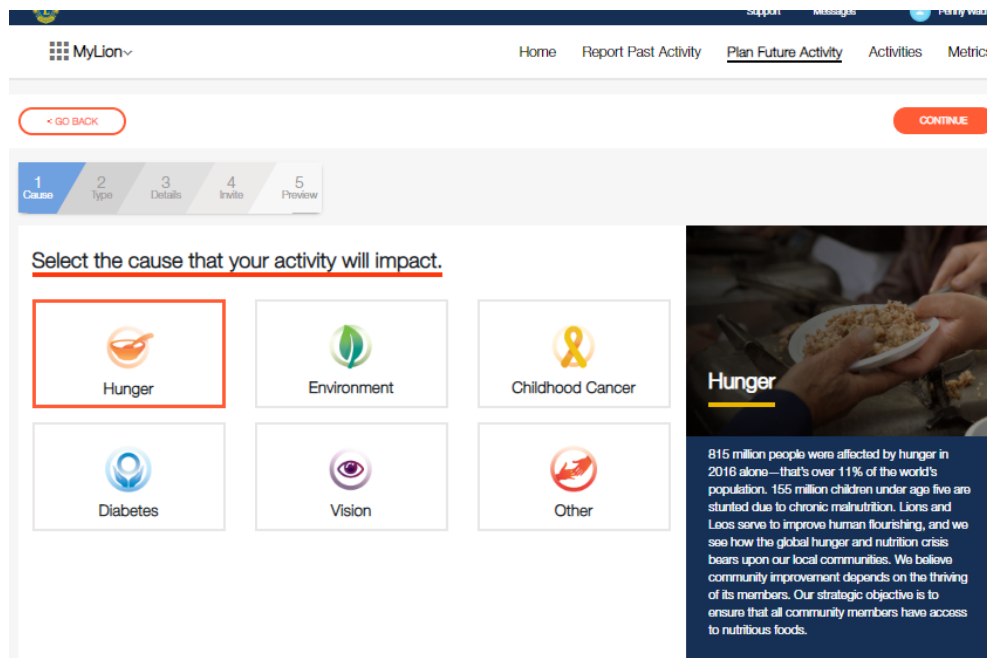 Support Messages Penny
MyLion
Home Report Past Activity Plan Future Activity Activities Metrics
< GO BACK
CONTINUE
1 2 3 4 5
Cause Type Details Invite Preview
Select the cause that your activity will impact.
Hunger Environment Childhood Cancer
Diabetes Vision Other
Hunger
815 million people were affected by hunger in
2016 alone—that's over 11% of the world's
population. 155 million children under age five are
stunted due to chronic malnutrition. Lions and
Leos serve to improve human flourishing, and we
see how the global hunger and nutrition crisis
bears upon our local communities. We believe
community improvement depends on the thriving
of its members. Our strategic objective is to
ensure that all community members have access
to nutritious foods.